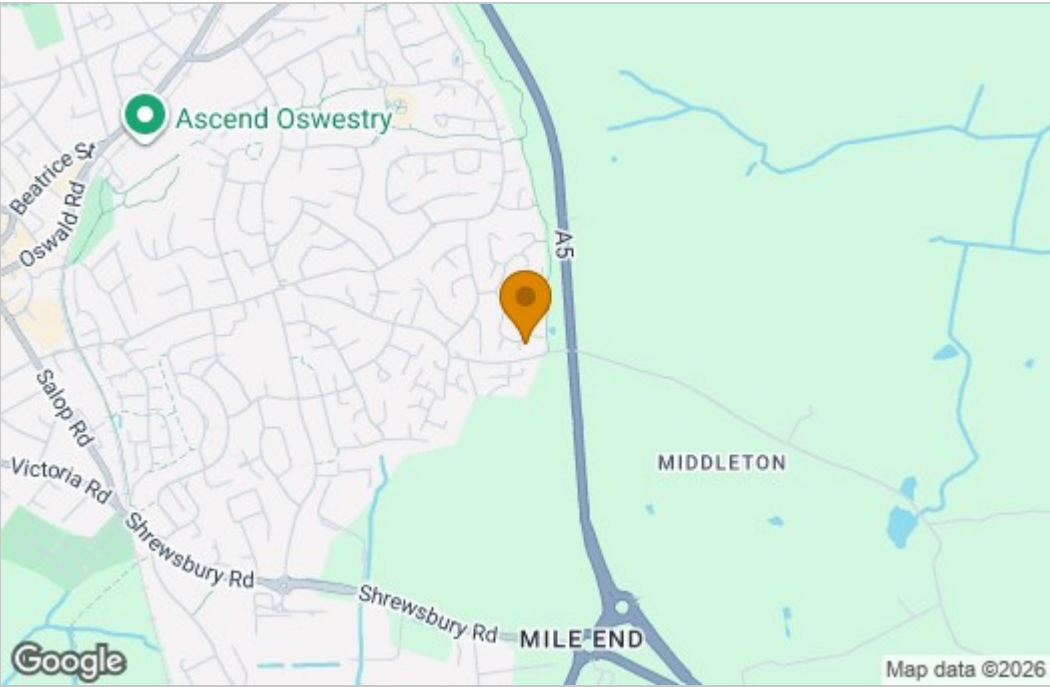 Ascend Oswestry
Beatrice St
Oswald Rd
A5
Salop Rd
MIDDLETON
Victoria Rd
Shrewsbury Rd
Shrewsbury Rd
MILE END
Google
Map data ©2026